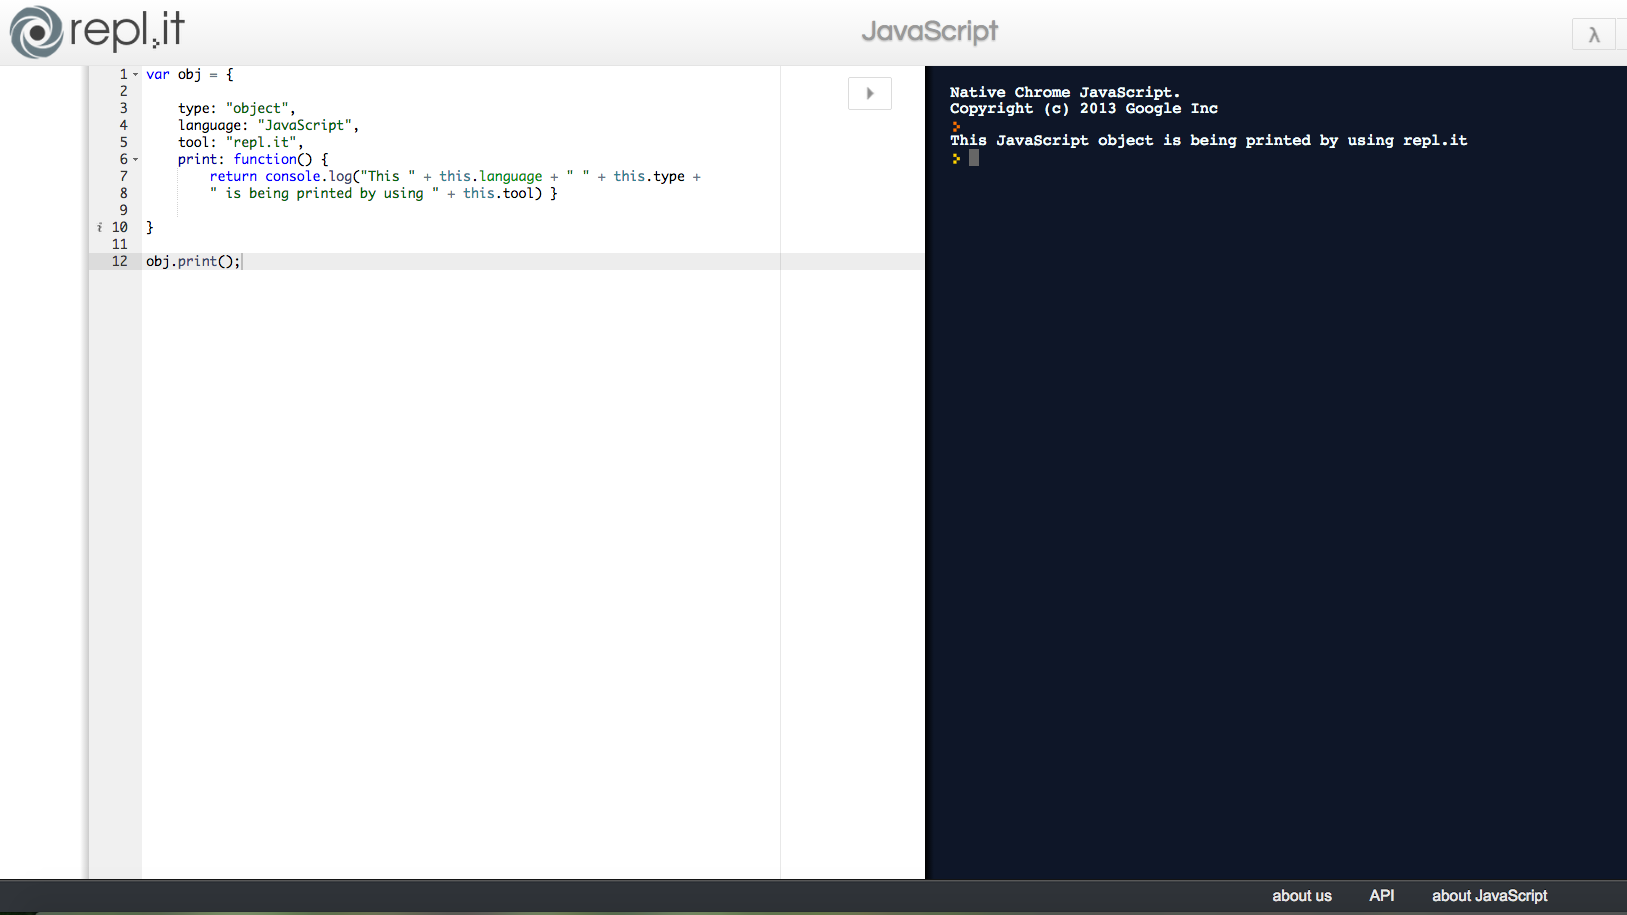 repl.it
JavaScript
λ
1 var obj = {
2
3     type: "object",
4     language: "JavaScript",
5     tool: "repl.it",
6     print: function() {
7         return console.log("This " + this.language + " " + this.type +
8         " is being printed by using " + this.tool) }
9
i 10 }
11
12 obj.print();
Native Chrome JavaScript.
Copyright (c) 2013 Google Inc
>
This JavaScript object is being printed by using repl.it
>
about us API about JavaScript